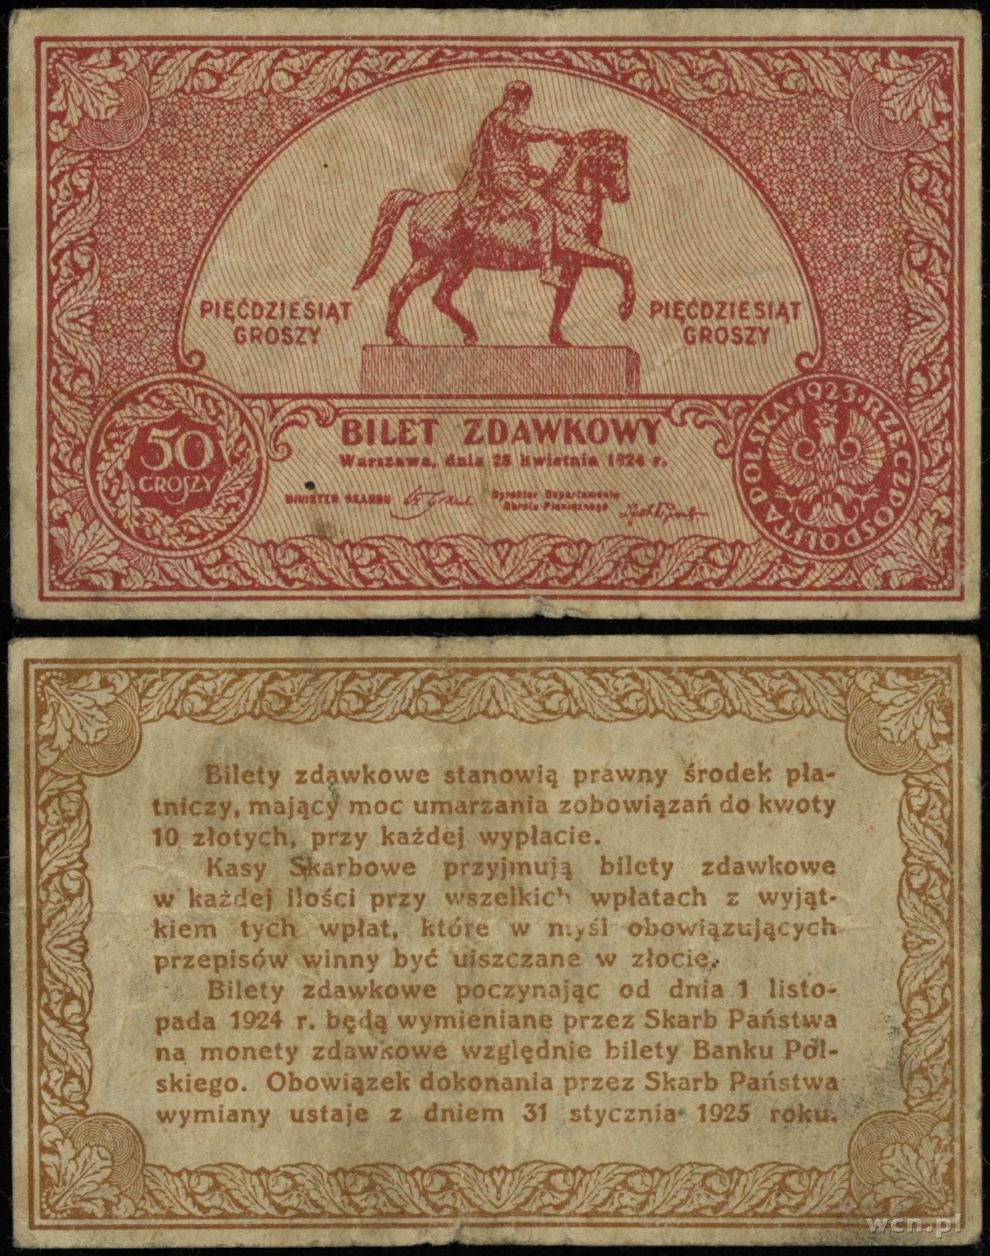 PIĘĆDZIESIĄT
GROSZY
PIĘĆDZIESIĄT
GROSZY
50
GROSZY
BILET ZDAWKOWY
Warszawa, dnia 28 kwietnia 1924 r.
MINISTER SKARBU
Dyrektor Departamentu
Obrotu Pieniężnego
1923·RZECZPOSPOLITA POLSKA·
Bilety zdawkowe stanowią prawny środek pła-
tniczy, mający moc umarzania zobowiązań do kwoty
10 złotych, przy każdej wypłacie.
Kasy Skarbowe przyjmują bilety zdawkowe
w każdej ilości przy wszelkich wpłatach z wyjąt-
kiem tych wpłat, które w myśl obowiązujących
przepisów winny być uiszczane w złocie.
Bilety zdawkowe poczynając od dnia 1 listo-
pada 1924 r. będą wymieniane przez Skarb Państwa
na monety zdawkowe względnie bilety Banku Pol-
skiego. Obowiązek dokonania przez Skarb Państwa
wymiany ustaje z dniem 31 stycznia 1925 roku.
wcn.pl